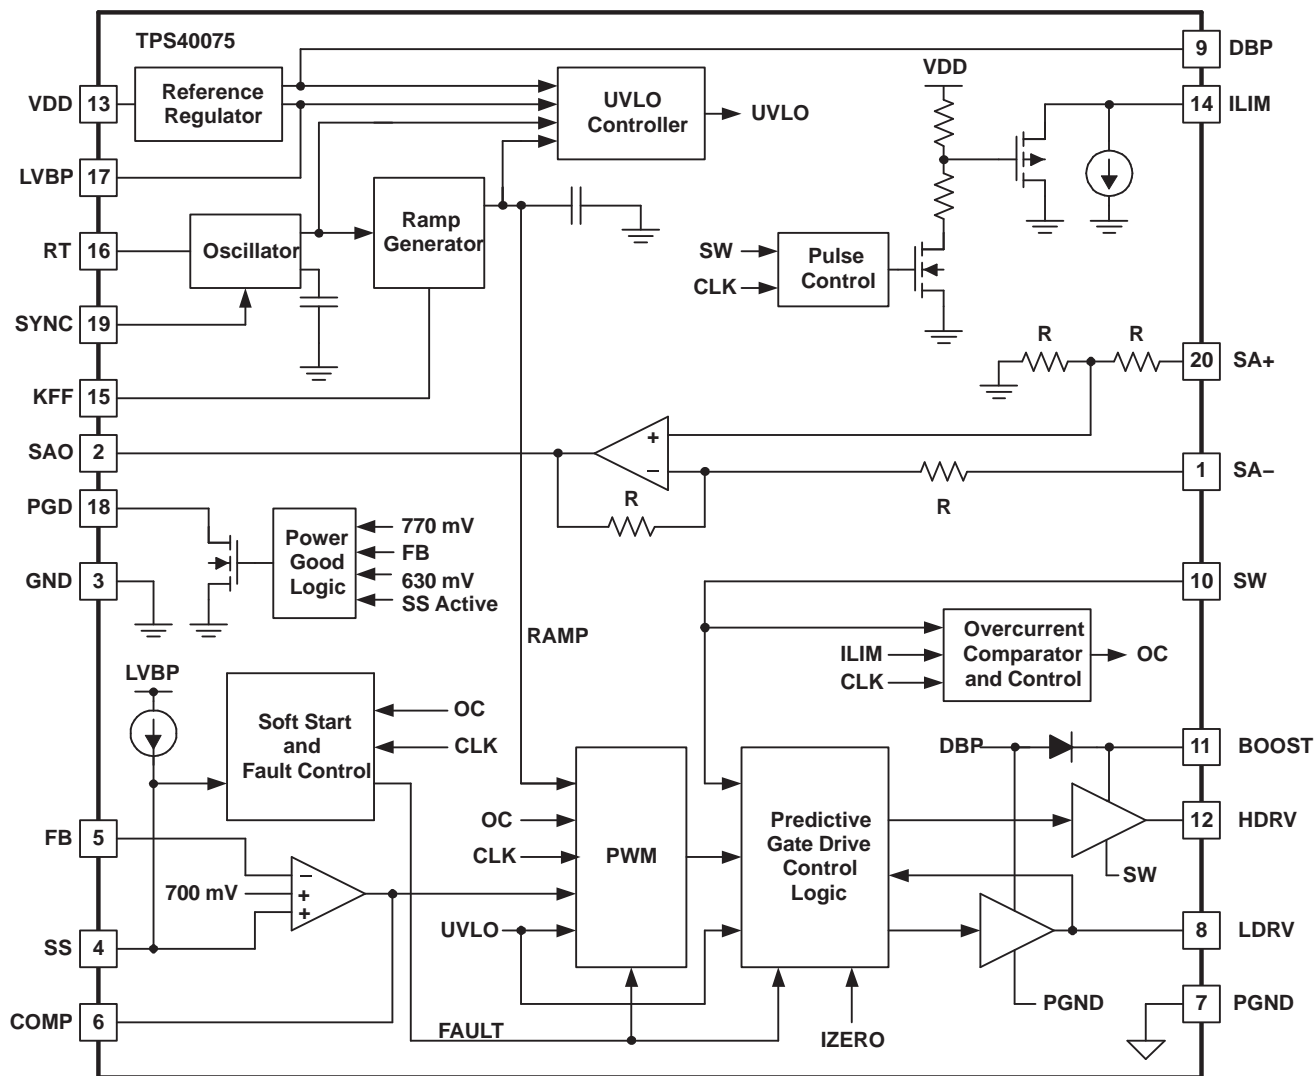 TPS40075
9 DBP
Reference
Regulator
VDD 13
UVLO
Controller
UVLO
VDD
14 ILIM
LVBP 17
Ramp
Generator
RT 16
Oscillator
SW
CLK
Pulse
Control
SYNC 19
R
R
20 SA+
KFF 15
SAO 2
+
−
1 SA−
R
R
PGD 18
Power
Good
Logic
770 mV
FB
630 mV
SS Active
GND 3
10 SW
RAMP
Overcurrent
Comparator
and Control
ILIM
CLK
OC
LVBP
Soft Start
and
Fault Control
OC
CLK
DBP
11 BOOST
FB 5
OC
CLK
PWM
Predictive
Gate Drive
Control
Logic
12 HDRV
SW
700 mV
−
+
+
UVLO
SS 4
8 LDRV
PGND
7 PGND
COMP 6
FAULT
IZERO